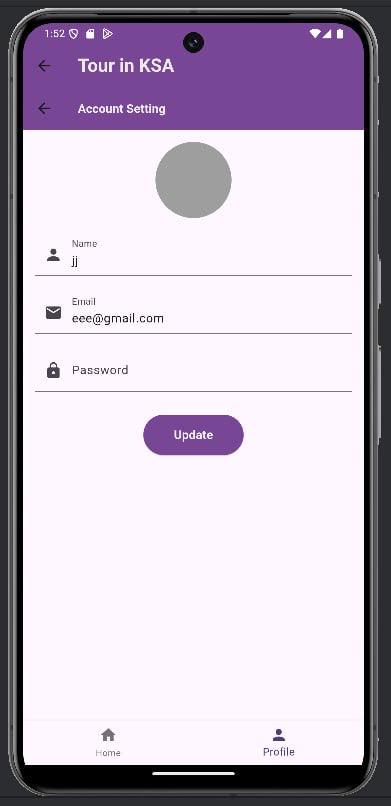 1:52
Tour in KSA
Account Setting
Name
jj
Email
eee@gmail.com
Password
Update
Home
Profile